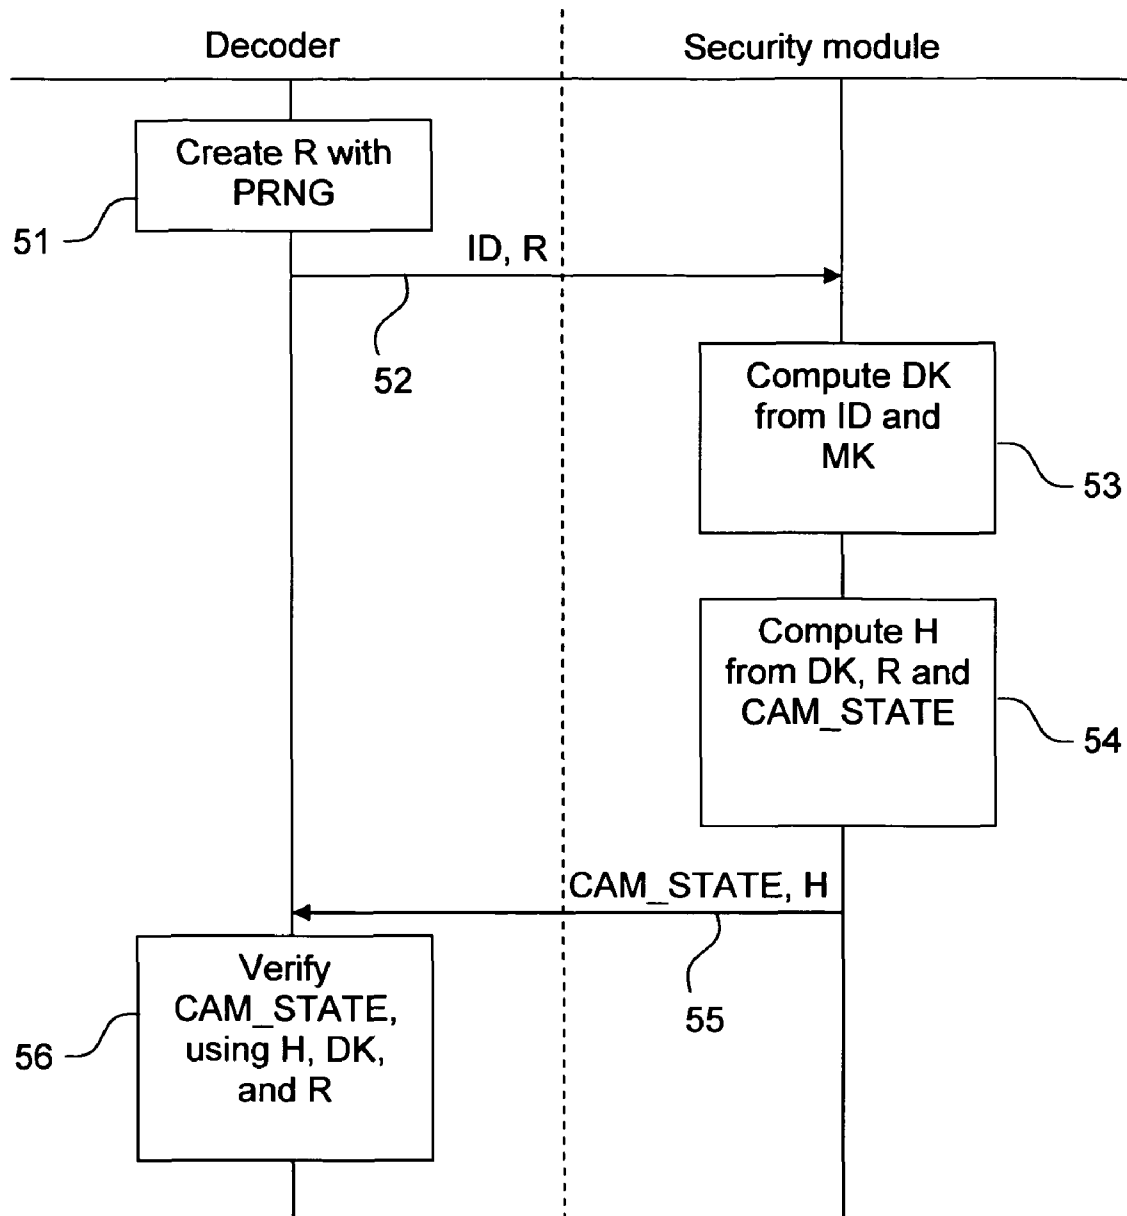 Decoder
Security module
Create R with
PRNG
51
ID, R
52
Compute DK
from ID and
MK
53
Compute H
from DK, R and
CAM_STATE
54
CAM_STATE, H
55
Verify
CAM_STATE,
using H, DK,
and R
56